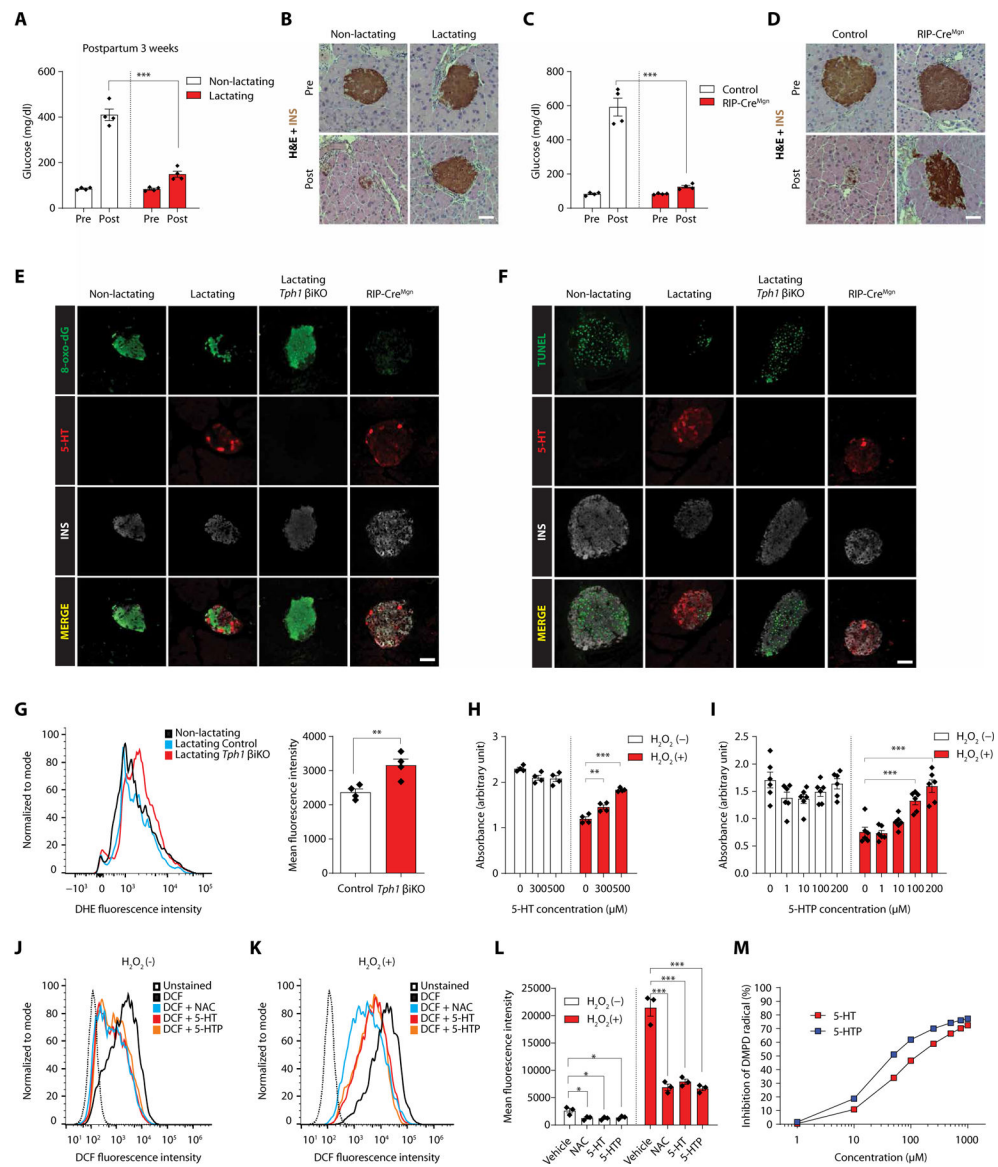 A
Postpartum 3 weeks
Non-lactating
Lactating
***
Glucose (mg/dl)
600
400
200
0
Pre Post Pre Post
B
Non-lactating Lactating
H&E + INS
Pre
Post
C
Control
RIP-CreMgn
***
Glucose (mg/dl)
800
600
400
200
0
Pre Post Pre Post
D
Control RIP-CreMgn
H&E + INS
Pre
Post
E
Non-lactating Lactating Lactating Tph1 βiKO RIP-CreMgn
8-oxo-dG
5-HT
INS
MERGE
F
Non-lactating Lactating Lactating Tph1 βiKO RIP-CreMgn
TUNEL
5-HT
INS
MERGE
G
Non-lactating
Lactating Control
Lactating Tph1 βiKO
Normalized to mode
100
80
60
40
20
0
−10³ 10³ 10⁴ 10⁵
DHE fluorescence intensity
**
Mean fluorescence intensity
4000
3000
2000
1000
0
Control Tph1 βiKO
H
H₂O₂ (−)
H₂O₂ (+)
***
**
Absorbance (arbitrary unit)
3
2
1
0
0 300 500 0 300 500
5-HT concentration (µM)
I
H₂O₂ (−)
H₂O₂ (+)
***
***
Absorbance (arbitrary unit)
2.5
2.0
1.5
1.0
0.5
0.0
0 1 10 100 200 0 1 10 100 200
5-HTP concentration (µM)
J
H₂O₂ (-)
Unstained
DCF
DCF + NAC
DCF + 5-HT
DCF + 5-HTP
Normalized to mode
100
80
60
40
20
0
10¹ 10² 10³ 10⁴ 10⁵ 10⁶
DCF fluorescence intensity
K
H₂O₂ (+)
Unstained
DCF
DCF + NAC
DCF + 5-HT
DCF + 5-HTP
Normalized to mode
100
80
60
40
20
0
10¹ 10² 10³ 10⁴ 10⁵ 10⁶
DCF fluorescence intensity
L
H₂O₂ (−)
H₂O₂(+)
***
***
***
*
*
*
Mean fluorescence intensity
25000
20000
15000
10000
5000
0
Vehicle NAC 5-HT 5-HTP Vehicle NAC 5-HT 5-HTP
M
5-HT
5-HTP
Inhibition of DMPD radical (%)
100
90
80
70
60
50
40
30
20
10
0
1 10 100 1000
Concentration (µM)